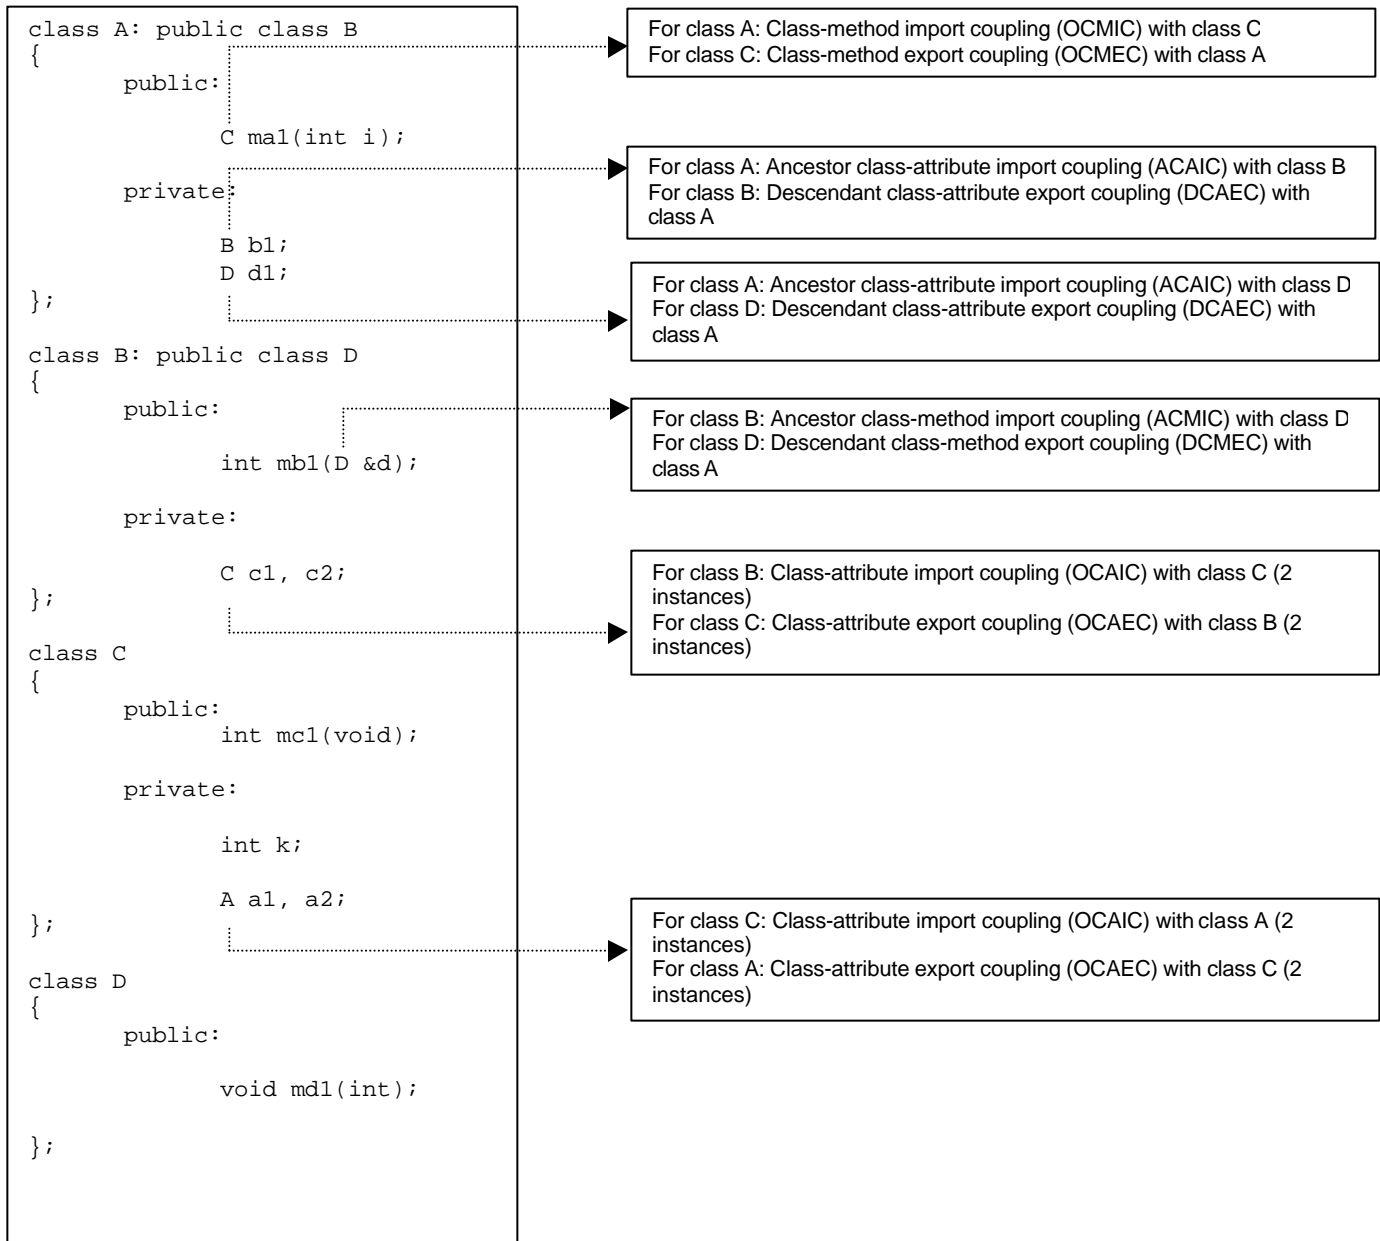 class A: public class B
{
public:
C ma1(int i);
private:
B b1;
D d1;
};
class B: public class D
{
public:
int mb1(D &d);
private:
C c1, c2;
};
class C
{
public:
int mc1(void);
private:
int k;
A a1, a2;
};
class D
{
public:
void md1(int);
};
For class A: Class-method import coupling (OCMIC) with class C
For class C: Class-method export coupling (OCMEC) with class A
For class A: Ancestor class-attribute import coupling (ACAIC) with class B
For class B: Descendant class-attribute export coupling (DCAEC) with
class A
For class A: Ancestor class-attribute import coupling (ACAIC) with class D
For class D: Descendant class-attribute export coupling (DCAEC) with
class A
For class B: Ancestor class-method import coupling (ACMIC) with class D
For class D: Descendant class-method export coupling (DCMEC) with
class A
For class B: Class-attribute import coupling (OCAIC) with class C (2
instances)
For class C: Class-attribute export coupling (OCAEC) with class B (2
instances)
For class C: Class-attribute import coupling (OCAIC) with class A (2
instances)
For class A: Class-attribute export coupling (OCAEC) with class C (2
instances)